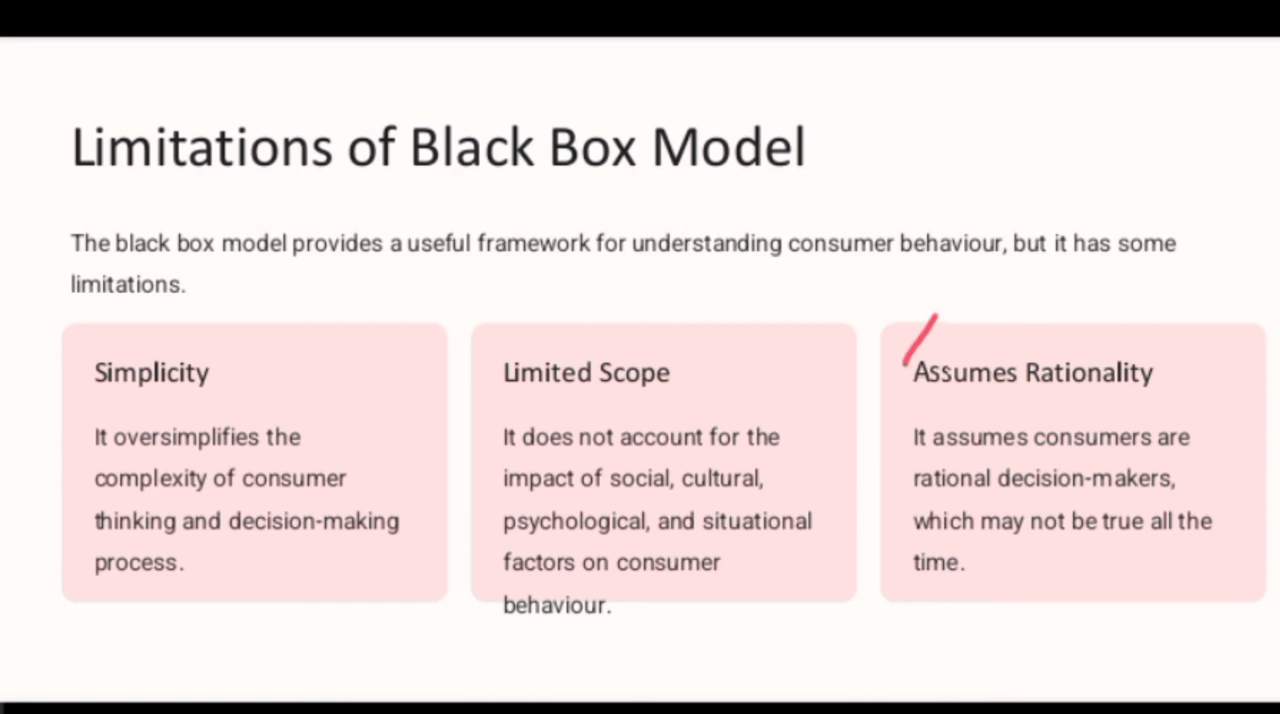 Limitations of Black Box Model
The black box model provides a useful framework for understanding consumer behaviour, but it has some
limitations.
Simplicity
It oversimplifies the
complexity of consumer
thinking and decision-making
process.
Limited Scope
It does not account for the
impact of social, cultural,
psychological, and situational
factors on consumer
behaviour.
Assumes Rationality
It assumes consumers are
rational decision-makers,
which may not be true all the
time.